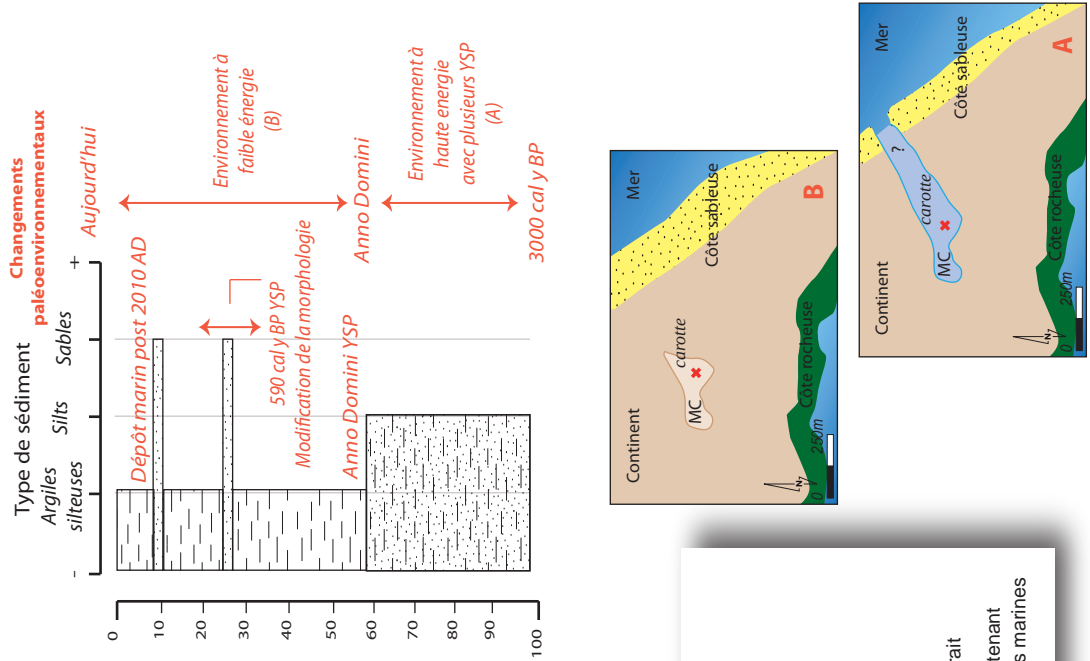 Type de sédiment
Argiles
silteuses
Silts
Sables
-
+
Changements
paléoenvironnementaux
0
10
20
30
40
50
60
70
80
90
100
Dépôt marin post 2010 AD
590 cal y BP YSP
Modification de la morphologie
Anno Domini YSP
Aujourd'hui
Environnement à
faible énergie
(B)
Anno Domini
Environnement à
haute energie
avec plusieurs YSP
(A)
3000 cal y BP
Continent
Mer
MC
carotte
B
Côte sableuse
Côte rocheuse
N
0
250m
Continent
Mer
MC
carotte
?
A
Côte sableuse
Côte rocheuse
N
0
250m
rait
tenant
s marines